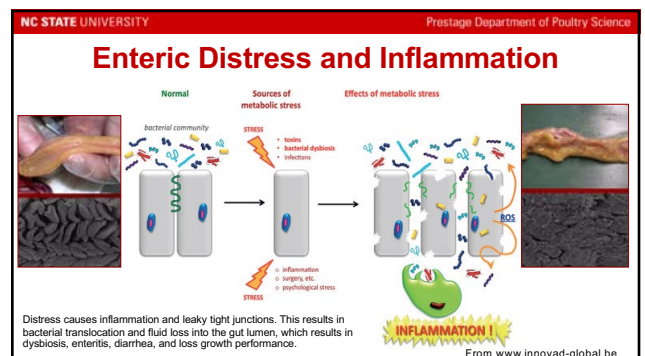 NC STATE UNIVERSITY
Prestage Department of Poultry Science
Enteric Distress and Inflammation
Normal
Sources of
metabolic stress
Effects of metabolic stress
bacterial community
STRESS
• toxins
• bacterial dysbiosis
• infections
ROS
○ inflammation
○ surgery, etc.
○ psychological stress
STRESS
INFLAMMATION !
Distress causes inflammation and leaky tight junctions. This results in
bacterial translocation and fluid loss into the gut lumen, which results in
dysbiosis, enteritis, diarrhea, and loss growth performance.
From www.innovad-global.be